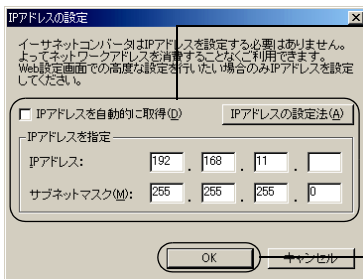 IPアドレスの設定
イーサネットコンバータはIPアドレスを設定する必要はありません。
よってネットワークアドレスを消費することなくご利用できます。
Web設定画面での高度な設定を行いたい場合のみIPアドレスを設定
してください。
IPアドレスを自動的に取得(D)
IPアドレスの設定法(A)
IPアドレスを指定
IPアドレス: 192 . 168 . 11 .
サブネットマスク(M): 255 . 255 . 255 . 0
OK キャンセル